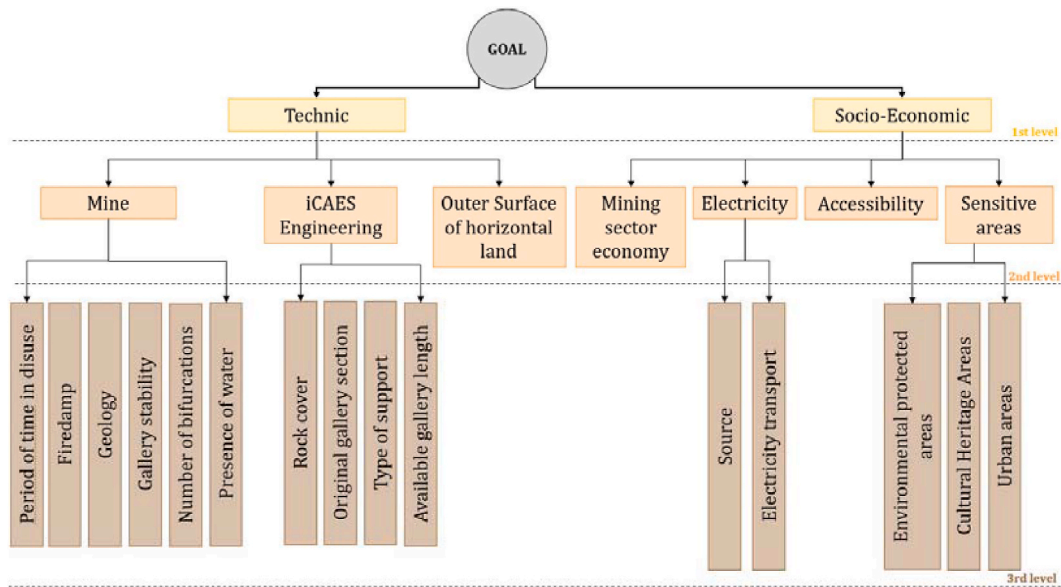 GOAL
Technic
Socio-Economic
1st level
Mine
iCAES
Engineering
Outer Surface
of horizontal
land
Mining
sector
economy
Electricity
Accessibility
Sensitive
areas
2nd level
Period of time in disuse
Firedamp
Geology
Gallery stability
Number of bifurcations
Presence of water
Rock cover
Original gallery section
Type of support
Available gallery length
Source
Electricity transport
Environmental protected
areas
Cultural Heritage Areas
Urban areas
3rd level